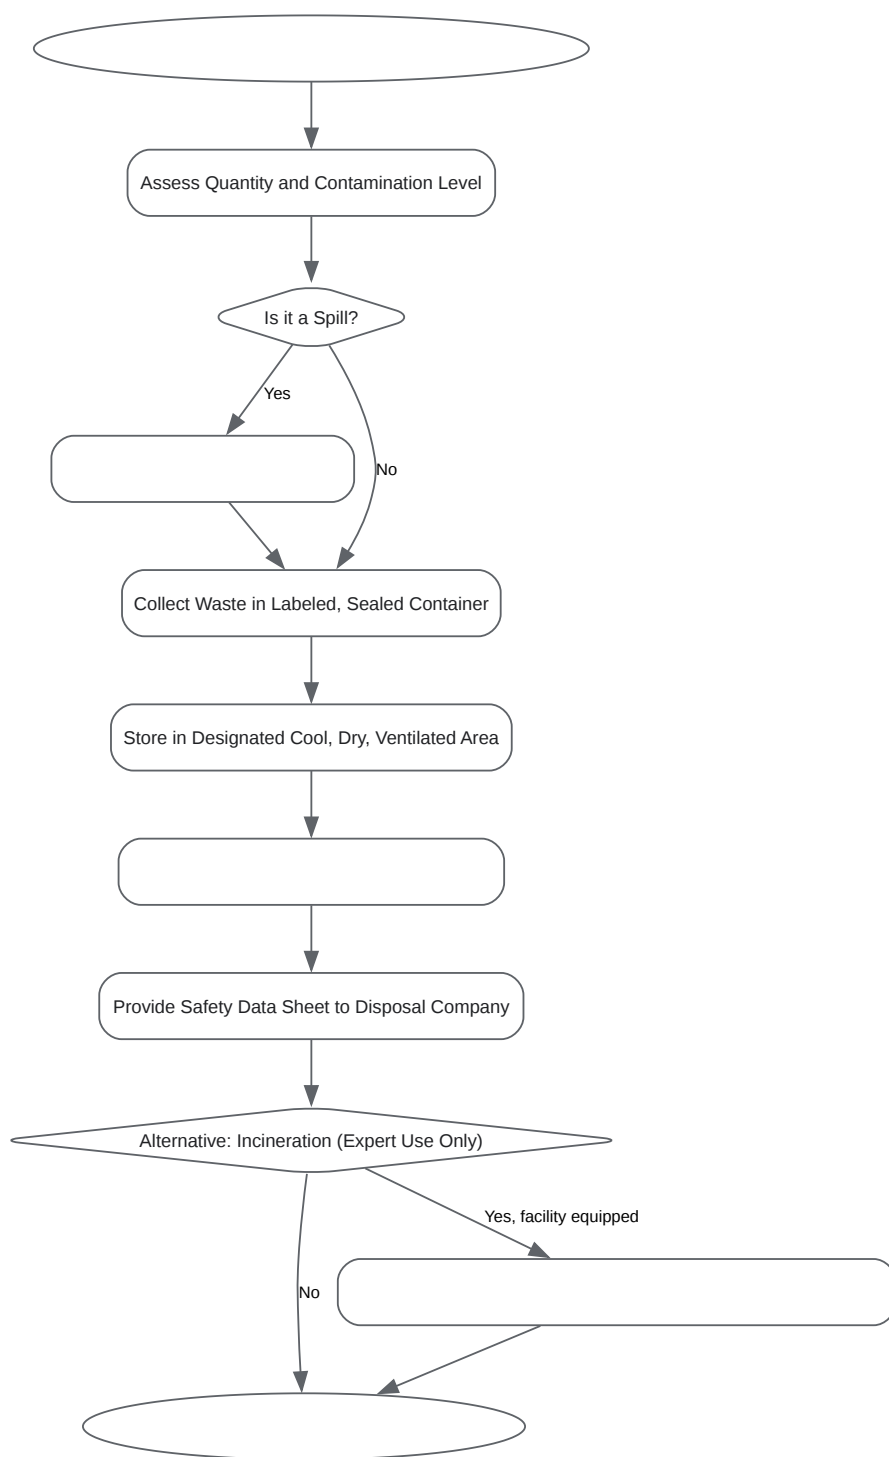 Assess Quantity and Contamination Level
Is it a Spill?
Yes
No
Collect Waste in Labeled, Sealed Container
Store in Designated Cool, Dry, Ventilated Area
Provide Safety Data Sheet to Disposal Company
Alternative: Incineration (Expert Use Only)
Yes, facility equipped
No